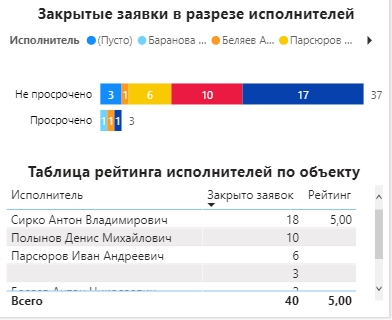 Закрытые заявки в разрезе исполнителей
Исполнитель (Пусто) Баранова ... Беляев А... Парсюров ...
Не просрочено 3 1 6 10 17 37
Просрочено 1 1 1 3
Таблица рейтинга исполнителей по объекту
Исполнитель Закрыто заявок Рейтинг
Сирко Антон Владимирович 18 5,00
Полынов Денис Михайлович 10
Парсюров Иван Андреевич 6
3
Всего 40 5,00